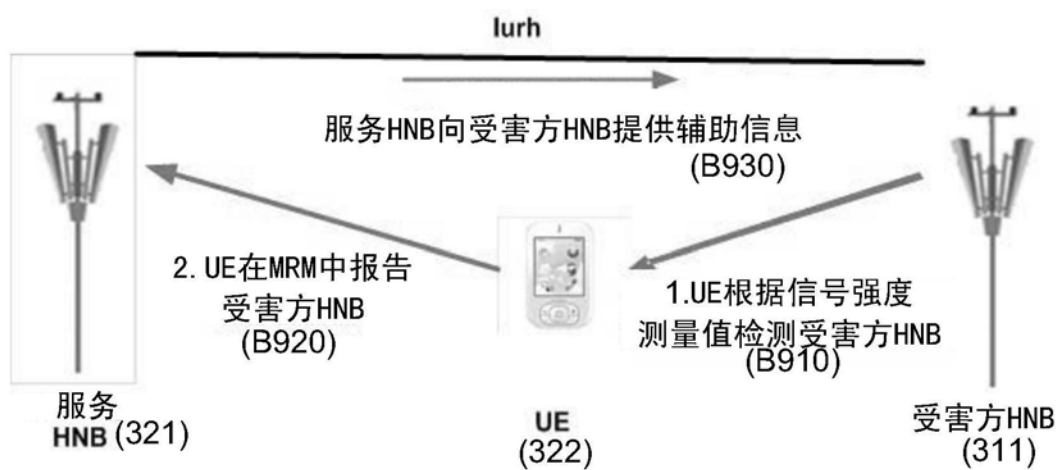 Iurh
服务HNB向受害方HNB提供辅助信息
(B930)
2. UE在MRM中报告
受害方HNB
(B920)
1.UE根据信号强度
测量值检测受害方HNB
(B910)
服务
HNB (321)
UE
(322)
受害方HNB
(311)